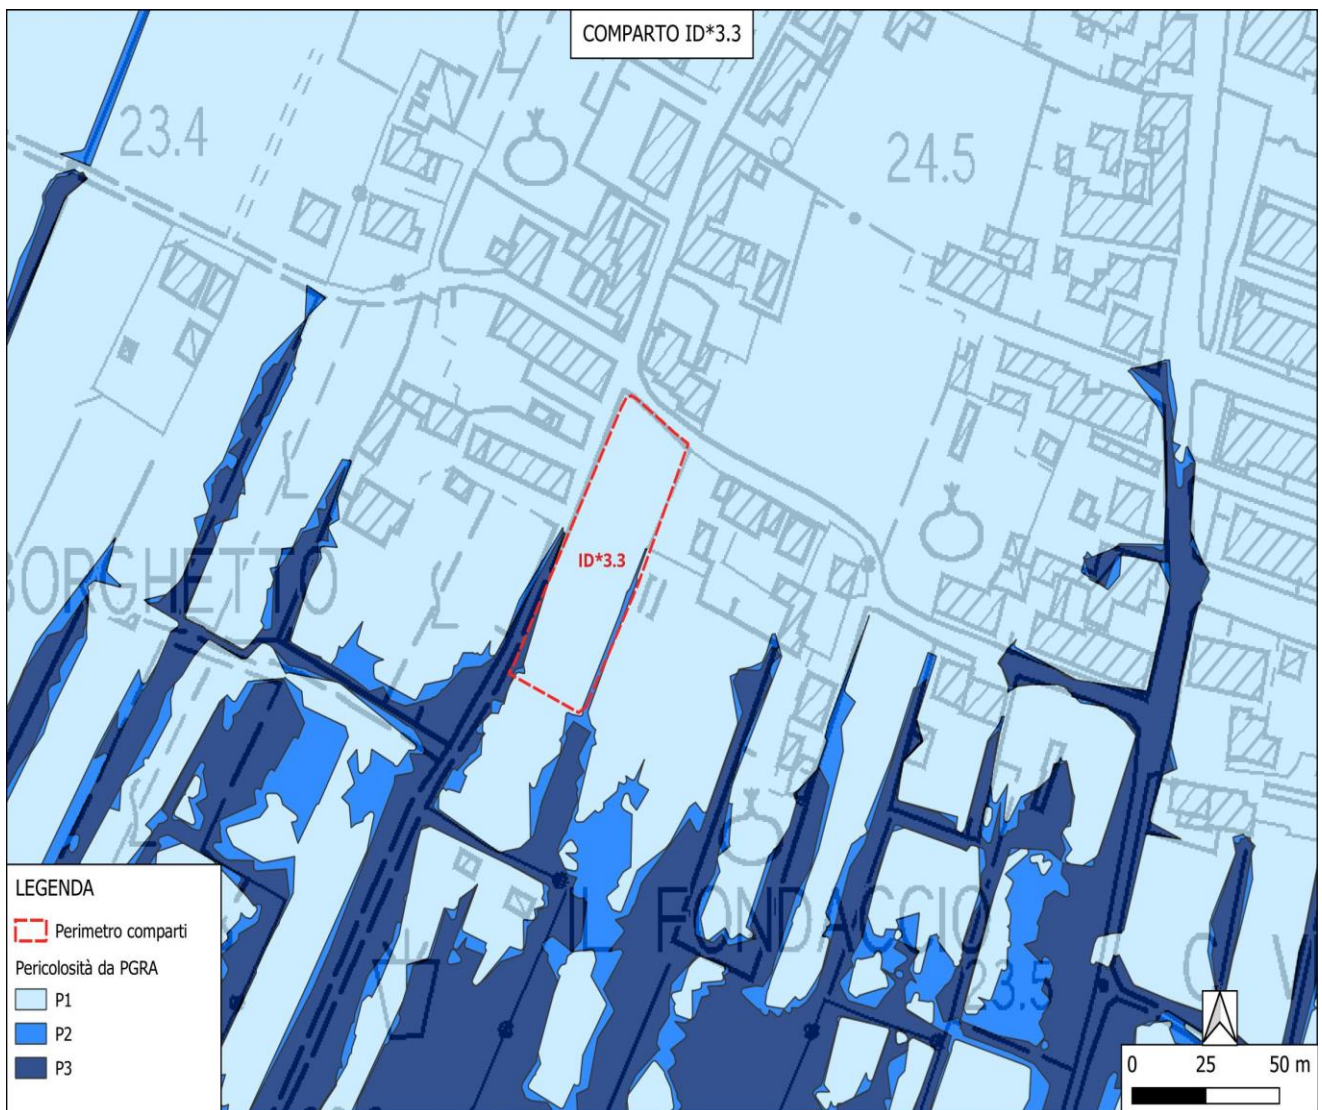 COMPARTO ID*3.3
23.4
24.5
ID*3.3
BORGHETTO
IL FONDACCIO
23.5
C V
LEGENDA
Perimetro comparti
Pericolosità da PGRA
P1
P2
P3
0 25 50 m